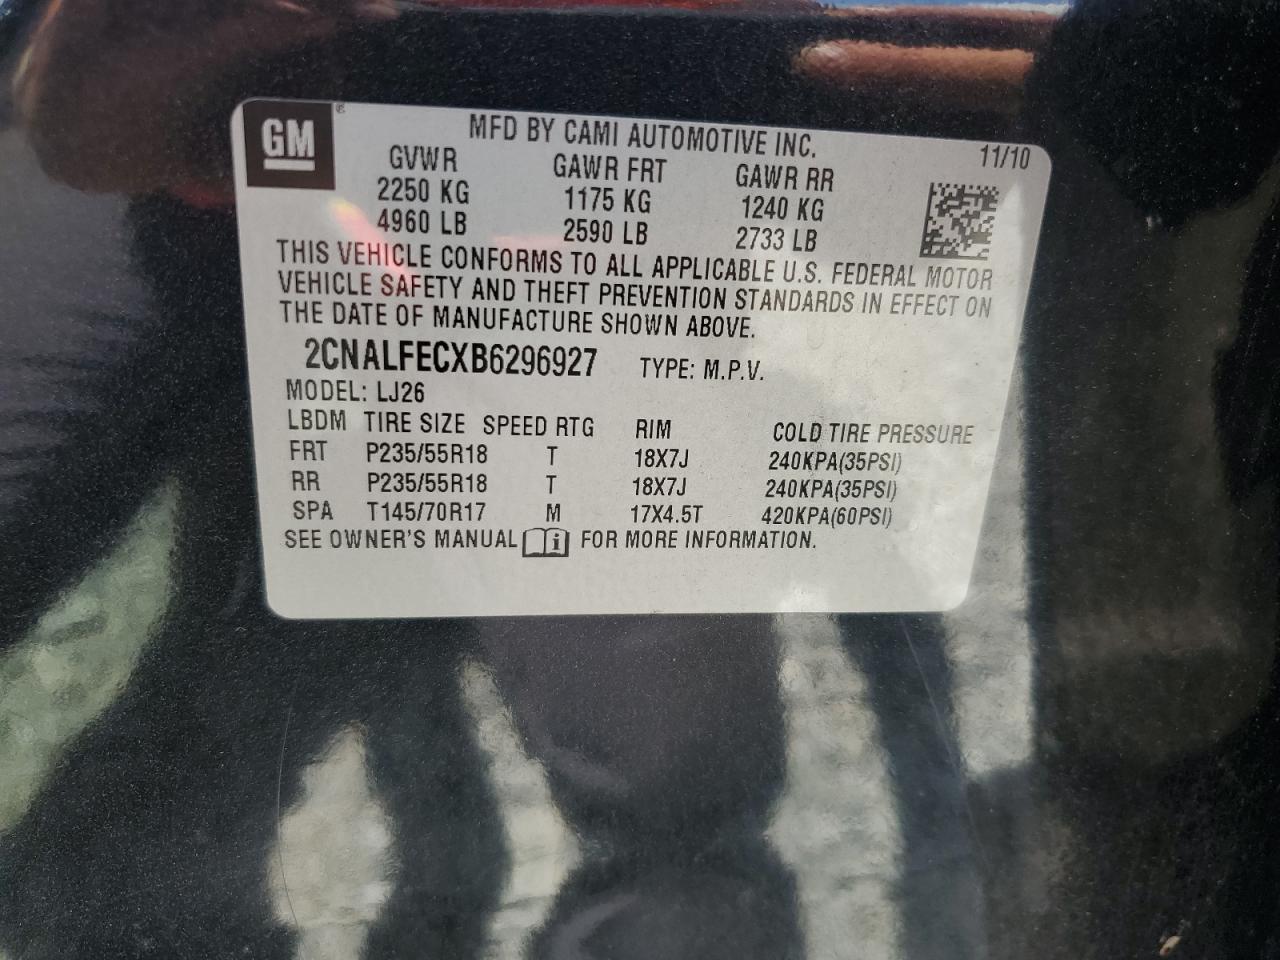 GM ®
MFD BY CAMI AUTOMOTIVE INC.
11/10
GVWR GAWR FRT GAWR RR
2250 KG 1175 KG 1240 KG
4960 LB 2590 LB 2733 LB
THIS VEHICLE CONFORMS TO ALL APPLICABLE U.S. FEDERAL MOTOR
VEHICLE SAFETY AND THEFT PREVENTION STANDARDS IN EFFECT ON
THE DATE OF MANUFACTURE SHOWN ABOVE.
2CNALFECXB6296927 TYPE: M.P.V.
MODEL: LJ26
LBDM TIRE SIZE SPEED RTG RIM COLD TIRE PRESSURE
FRT P235/55R18 T 18X7J 240KPA(35PSI)
RR P235/55R18 T 18X7J 240KPA(35PSI)
SPA T145/70R17 M 17X4.5T 420KPA(60PSI)
SEE OWNER'S MANUAL i FOR MORE INFORMATION.